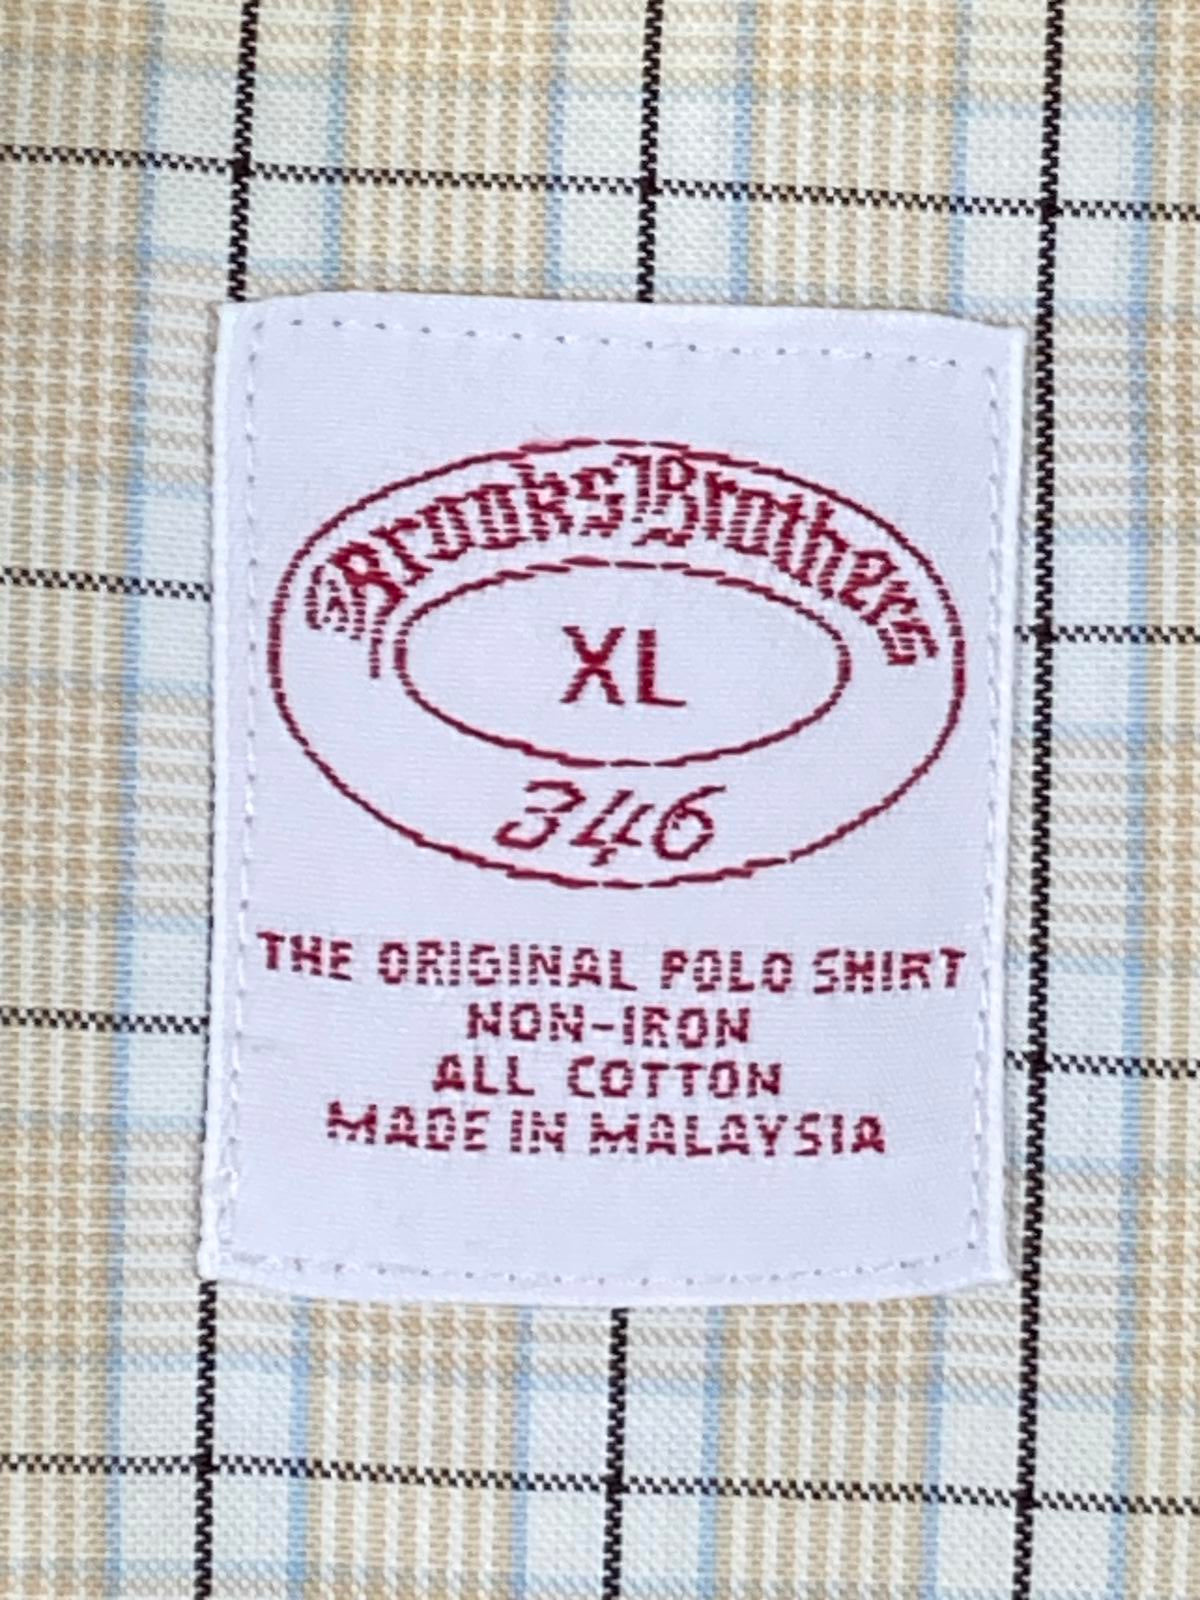 Brooks Brothers
XL
346
THE ORIGINAL POLO SHIRT
NON-IRON
ALL COTTON
MADE IN MALAYSIA